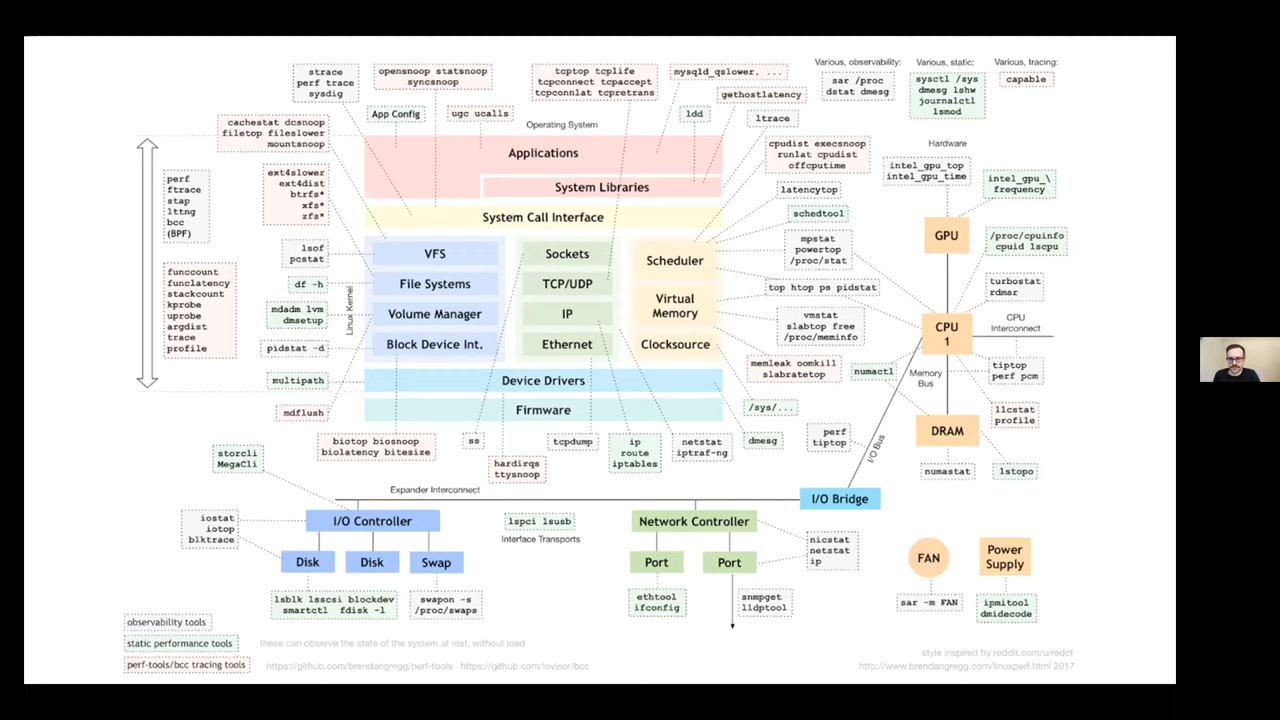 strace
perf trace
sysdig
opensnoop statsnoop
syncsnoop
tcptop tcplife
tcpconnect tcpaccept
tcpconnlat tcpretrans
mysqld_qslower, ...
gethostlatency
Various, observability:
sar /proc
dstat dmesg
Various, static:
sysctl /sys
dmesg lshw
journalctl
lsmod
Various, tracing:
capable
App Config
ugc ucalls
ldd
ltrace
Operating System
cachestat dcsnoop
filetop fileslower
mountsnoop
Applications
System Libraries
System Call Interface
cpudist execsnoop
runlat cpudist
offcputime
Hardware
intel_gpu_top
intel_gpu_time
intel_gpu_\
frequency
perf
ftrace
stap
lttng
bcc
(BPF)
ext4slower
ext4dist
btrfs*
xfs*
zfs*
latencytop
schedtool
mpstat
powertop
/proc/stat
GPU
/proc/cpuinfo
cpuid lscpu
lsof
pcstat
VFS
Sockets
Scheduler
df -h
File Systems
TCP/UDP
top htop ps pidstat
turbostat
rdmsr
funccount
funclatency
stackcount
kprobe
uprobe
argdist
trace
profile
mdadm lvm
dmsetup
Linux Kernel
Volume Manager
IP
Virtual
Memory
vmstat
slabtop free
/proc/meminfo
CPU
1
CPU
Interconnect
pidstat -d
Block Device Int.
Ethernet
Clocksource
memleak oomkill
slabratetop
numactl
Memory
Bus
tiptop
perf pcm
multipath
Device Drivers
mdflush
Firmware
/sys/...
llcstat
profile
biotop biosnoop
biolatency bitesize
ss
hardirqs
ttysnoop
tcpdump
ip
route
iptables
netstat
iptraf-ng
dmesg
perf
tiptop
I/O Bus
DRAM
numastat
lstopo
storcli
MegaCli
Expander Interconnect
I/O Bridge
iostat
iotop
blktrace
I/O Controller
lspci lsusb
Interface Transports
Network Controller
nicstat
netstat
ip
Disk
Disk
Swap
Port
Port
FAN
Power
Supply
lsblk lsscsi blockdev
smartctl fdisk -l
swapon -s
/proc/swaps
ethtool
ifconfig
snmpget
lldptool
sar -m FAN
ipmitool
dmidecode
observability tools
static performance tools
these can observe the state of the system at rest, without load
perf-tools/bcc tracing tools
https://github.com/brendangregg/perf-tools https://github.com/iovisor/bcc
style inspired by reddit.com/u/redct
http://www.brendangregg.com/linuxperf.html 2017